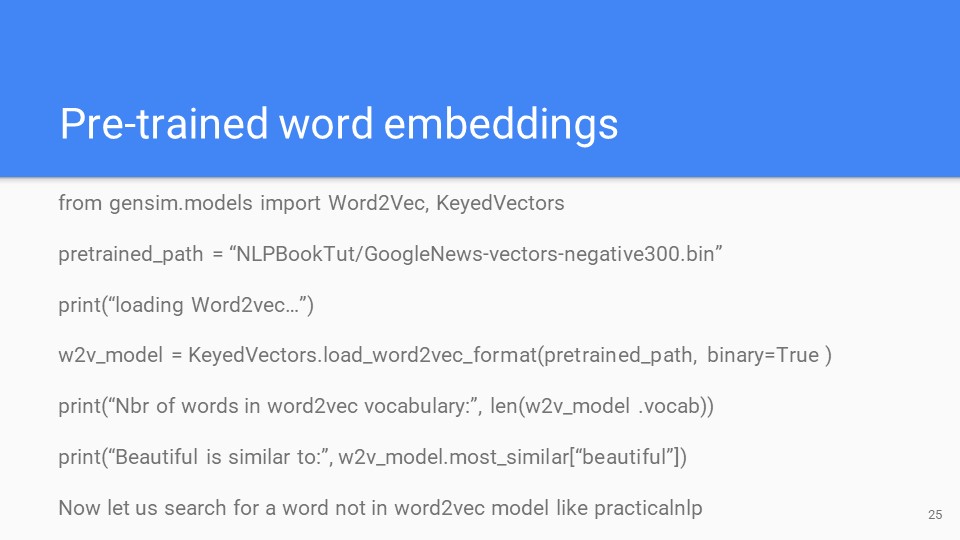 Pre-trained word embeddings
from gensim.models import Word2Vec, KeyedVectors
pretrained_path = “NLPBookTut/GoogleNews-vectors-negative300.bin”
print(“loading Word2vec…”)
w2v_model = KeyedVectors.load_word2vec_format(pretrained_path, binary=True )
print(“Nbr of words in word2vec vocabulary:”, len(w2v_model .vocab))
print(“Beautiful is similar to:”, w2v_model.most_similar[“beautiful”])
Now let us search for a word not in word2vec model like practicalnlp
25